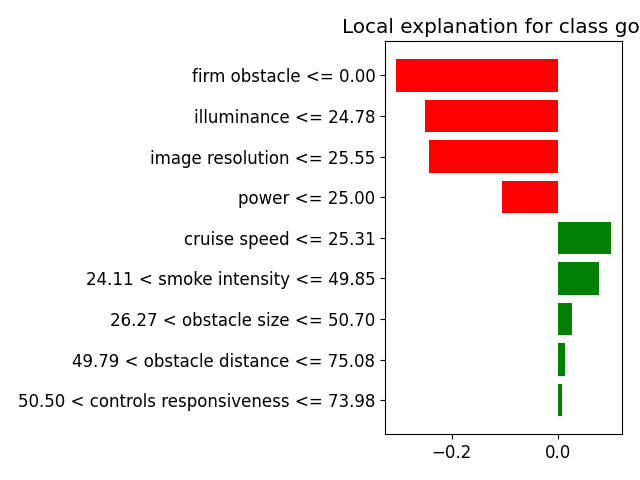 Local explanation for class go
firm obstacle <= 0.00
illuminance <= 24.78
image resolution <= 25.55
power <= 25.00
cruise speed <= 25.31
24.11 < smoke intensity <= 49.85
26.27 < obstacle size <= 50.70
49.79 < obstacle distance <= 75.08
50.50 < controls responsiveness <= 73.98
−0.2 0.0